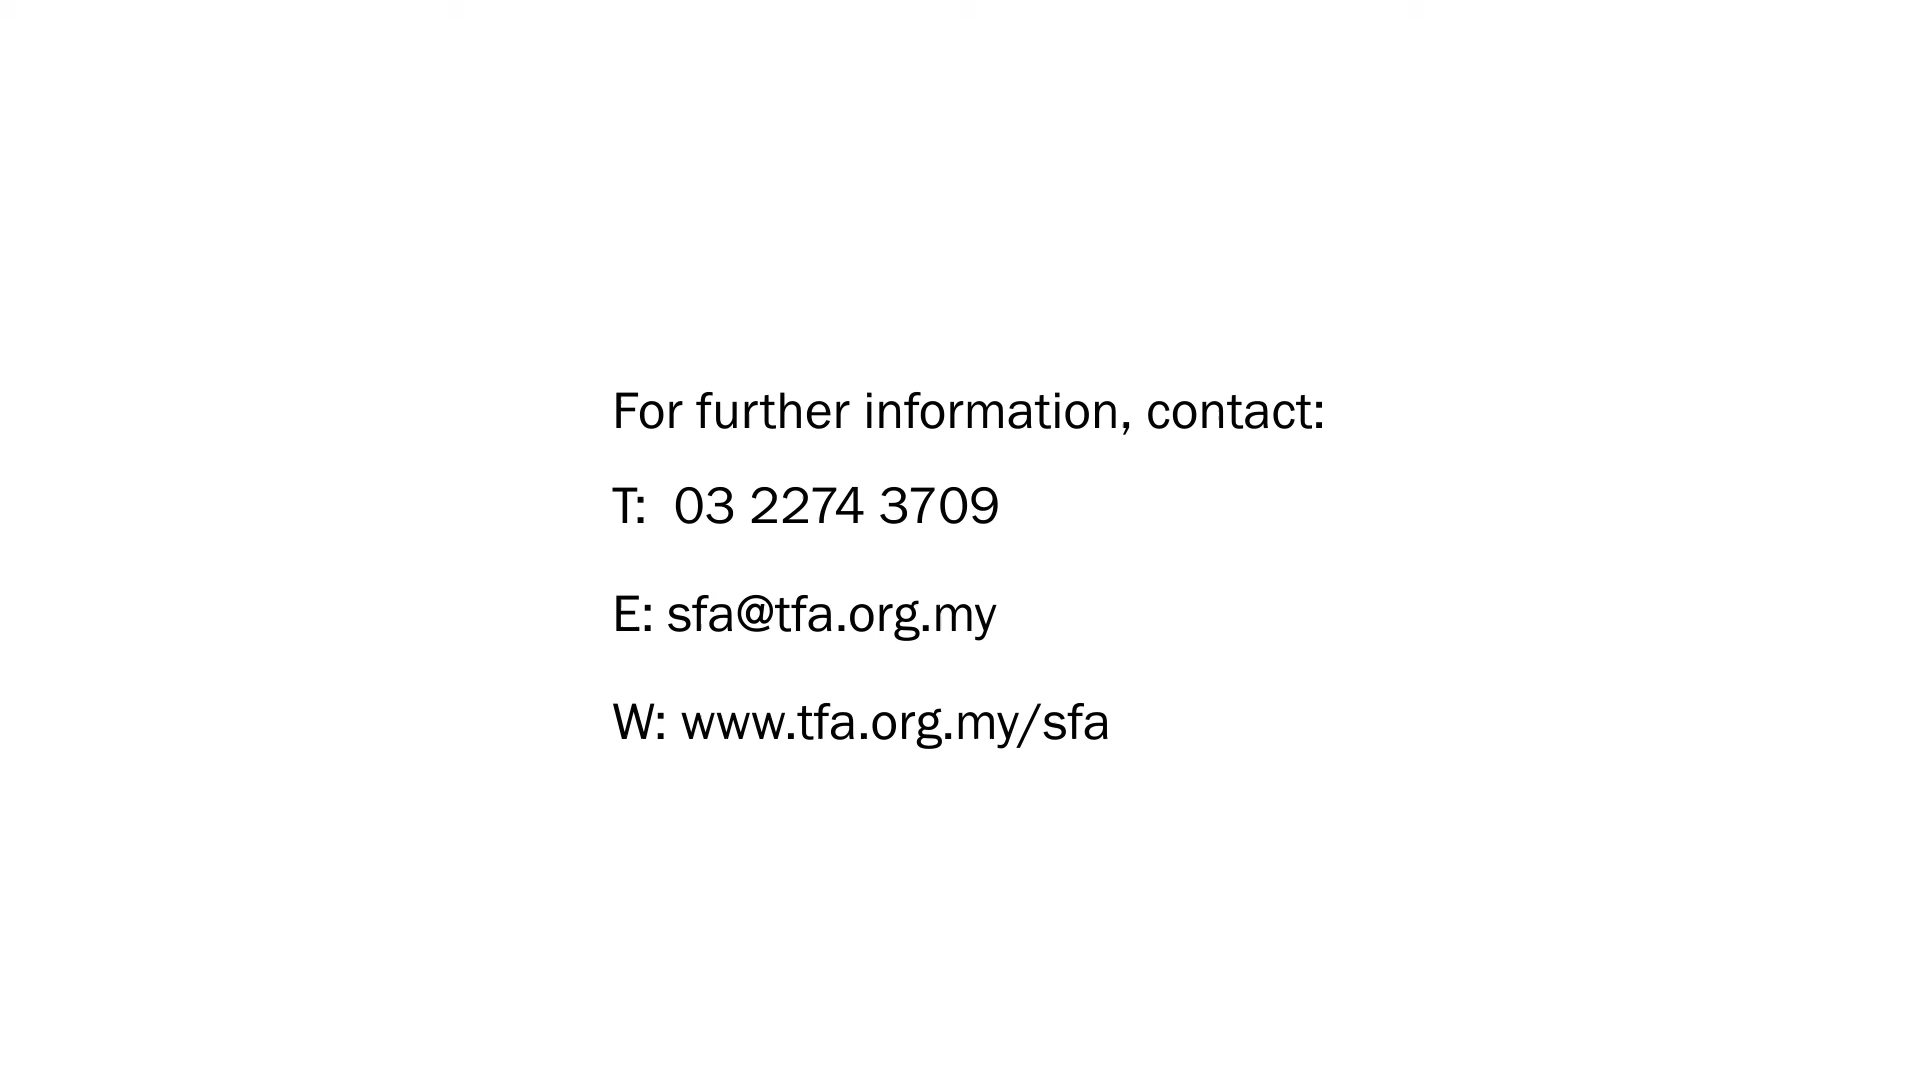 For further information, contact:
T:  03 2274 3709
E: sfa@tfa.org.my
W: www.tfa.org.my/sfa